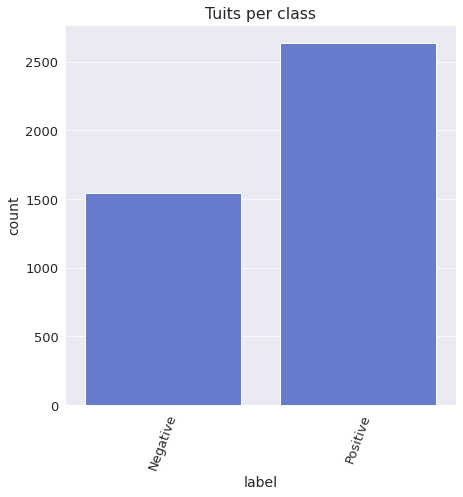 Tuits per class
count
2500
2000
1500
1000
500
0
Negative
Positive
label